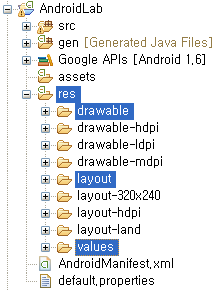 AndroidLab
src
gen [Generated Java Files]
Google APIs [Android 1.6]
assets
res
drawable
drawable-hdpi
drawable-ldpi
drawable-mdpi
layout
layout-320x240
layout-hdpi
layout-land
values
AndroidManifest.xml
default.properties